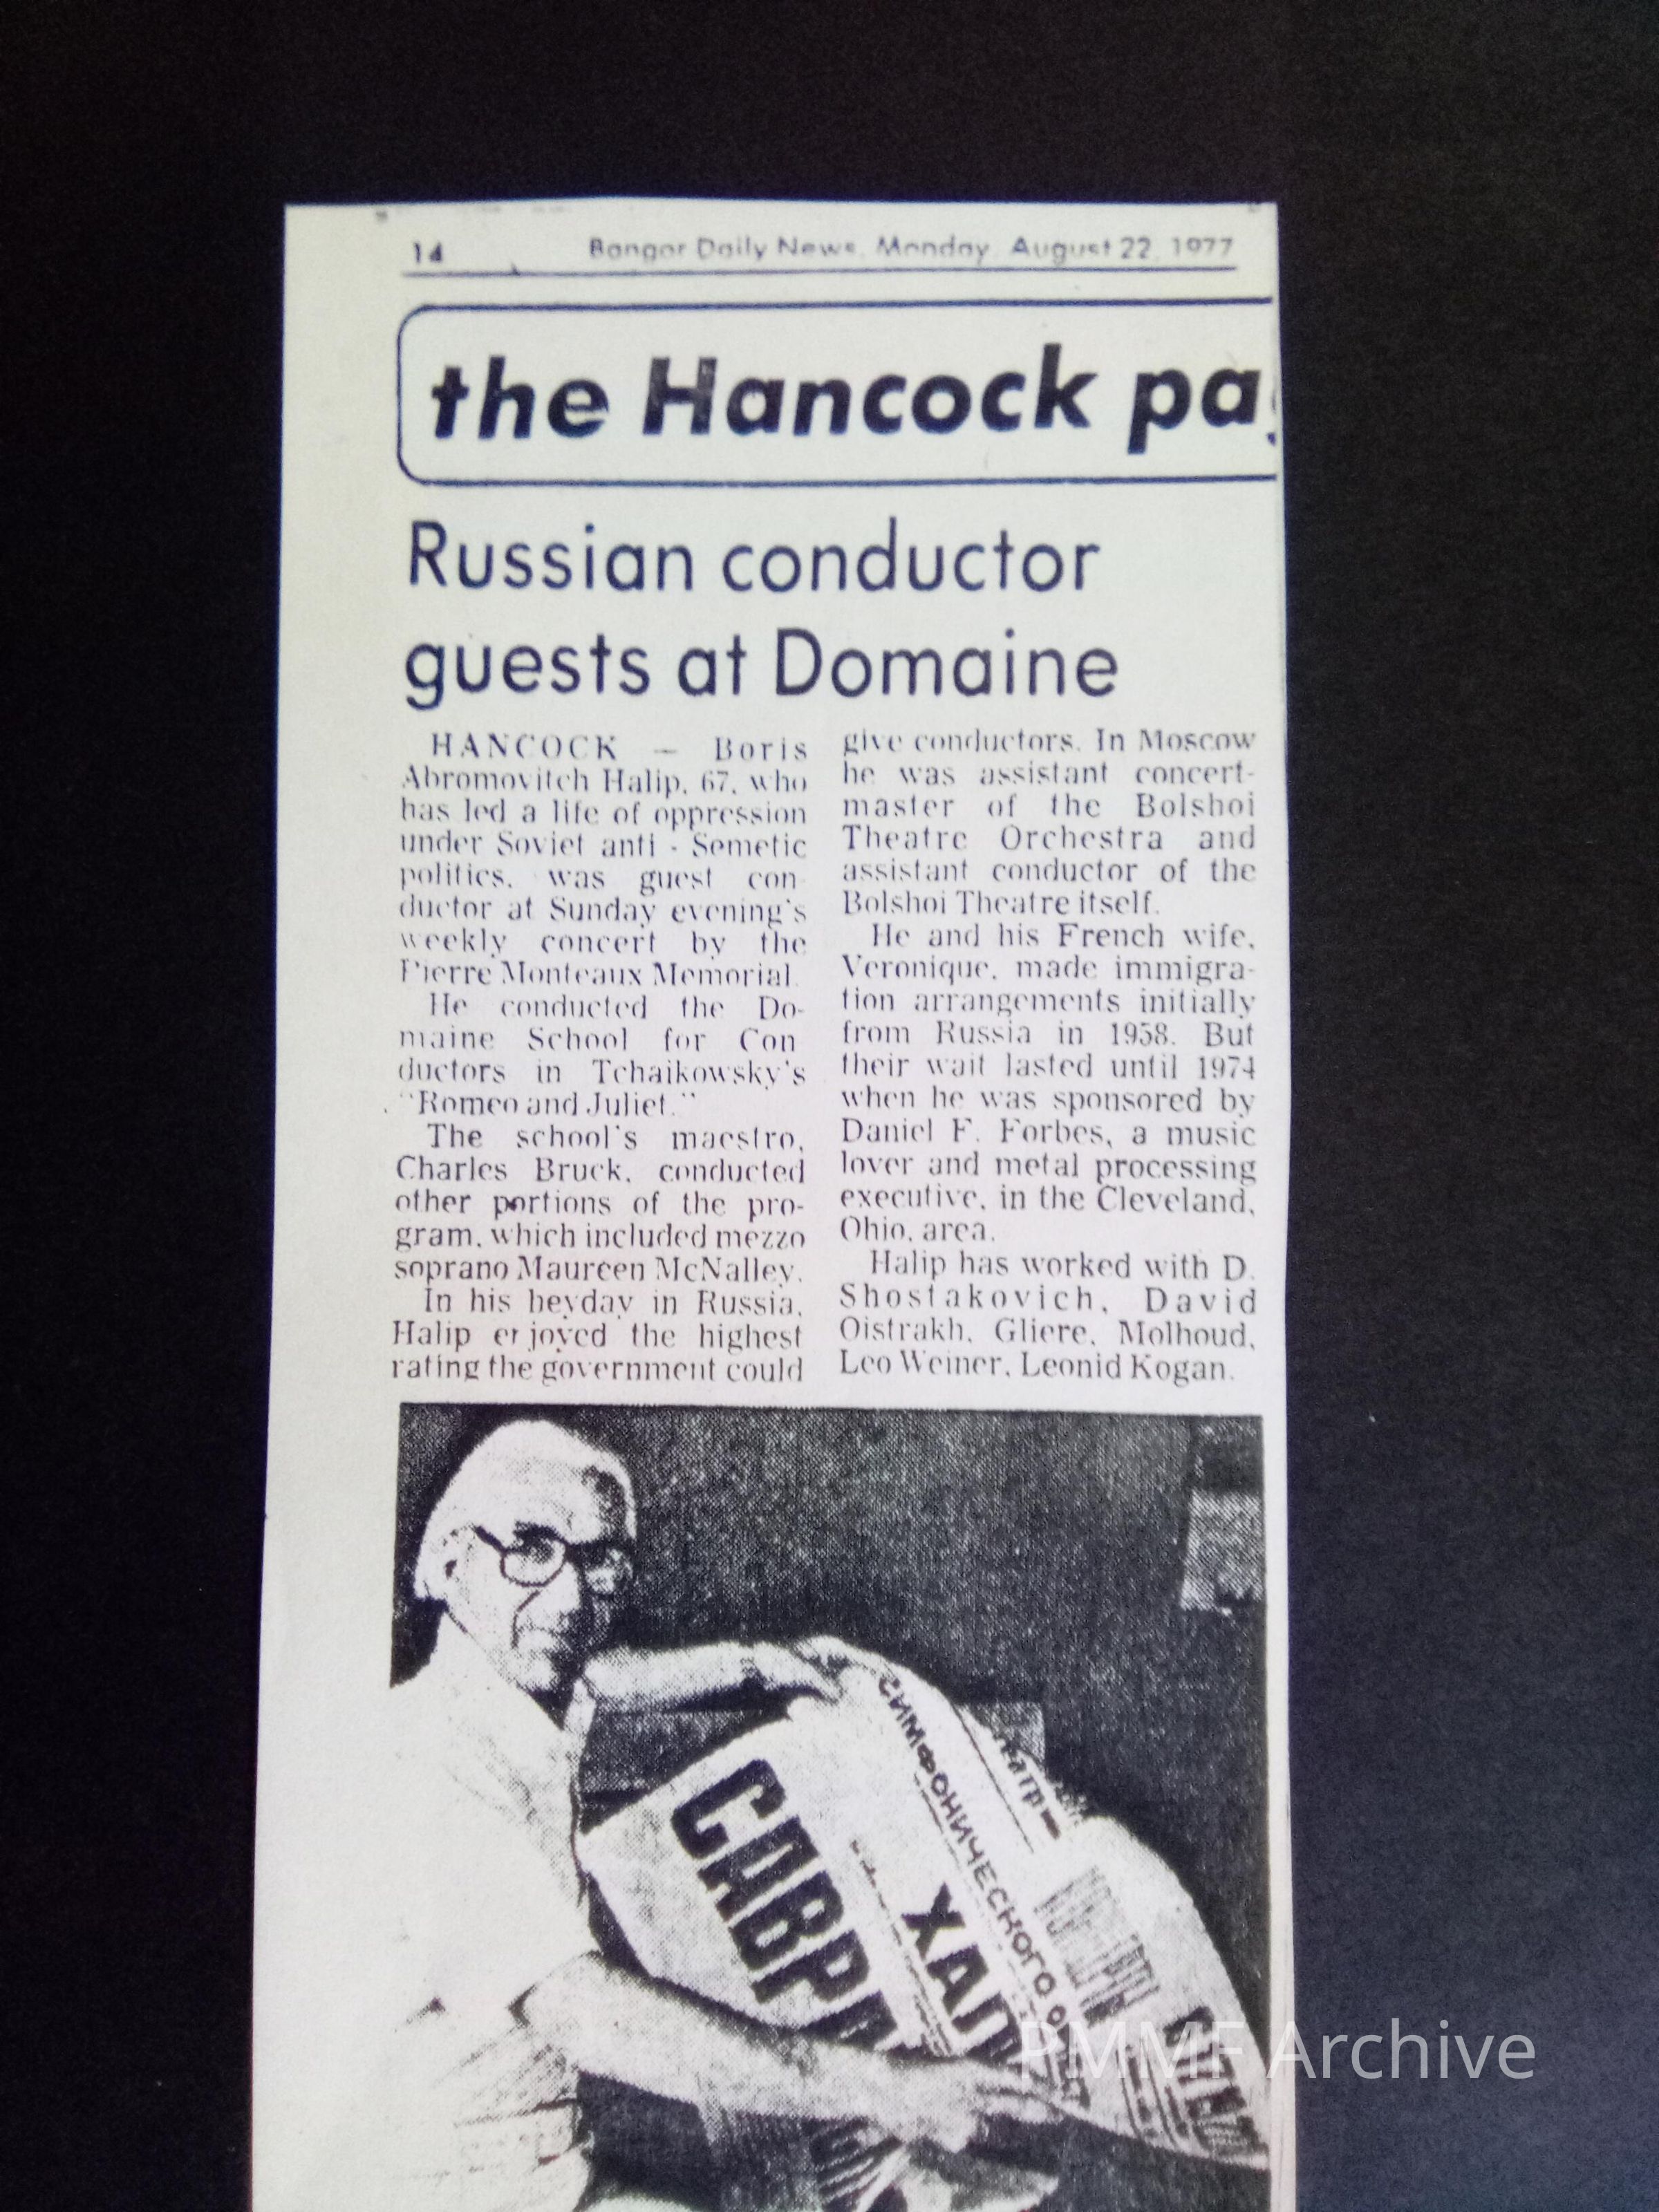 14 Bangor Daily News, Monday, August 22, 1977
the Hancock pa
Russian conductor
guests at Domaine
HANCOCK — Boris
Abromovitch Halip, 67, who
has led a life of oppression
under Soviet anti - Semetic
politics, was guest con-
ductor at Sunday evening's
weekly concert by the
Pierre Monteaux Memorial.
He conducted the Do-
maine School for Con-
ductors in Tchaikowsky's
"Romeo and Juliet."
The school's maestro,
Charles Bruck, conducted
other portions of the pro-
gram, which included mezzo
soprano Maureen McNalley.
In his heyday in Russia,
Halip enjoyed the highest
rating the government could
give conductors. In Moscow
he was assistant concert-
master of the Bolshoi
Theatre Orchestra and
assistant conductor of the
Bolshoi Theatre itself.
He and his French wife,
Veronique, made immigra-
tion arrangements initially
from Russia in 1958. But
their wait lasted until 1974
when he was sponsored by
Daniel F. Forbes, a music
lover and metal processing
executive, in the Cleveland,
Ohio, area.
Halip has worked with D.
Shostakovich, David
Oistrakh, Gliere, Molhoud,
Leo Weiner, Leonid Kogan.
СИМФОНИЧЕСКОГО О
ХАЛ
САВРА
PMMF Archive